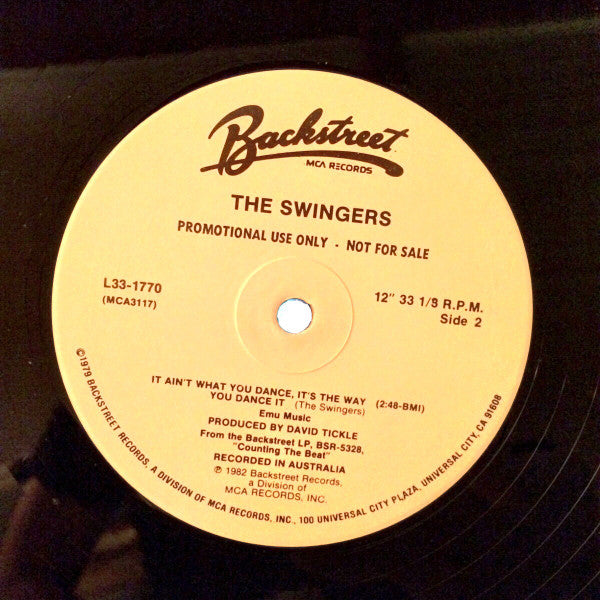 Backstreet
MCA RECORDS
THE SWINGERS
PROMOTIONAL USE ONLY - NOT FOR SALE
L33-1770
(MCA3117)
12" 33 1/3 R.P.M.
Side 2
IT AIN'T WHAT YOU DANCE, IT'S THE WAY
YOU DANCE IT (The Swingers) (2:48-BMI)
Emu Music
PRODUCED BY DAVID TICKLE
From the Backstreet LP, BSR-5328,
"Counting The Beat"
RECORDED IN AUSTRALIA
℗ 1982 Backstreet Records,
a Division of
MCA RECORDS, INC.
©1979 BACKSTREET RECORDS, A DIVISION OF MCA RECORDS, INC., 100 UNIVERSAL CITY PLAZA, UNIVERSAL CITY, CA 91608